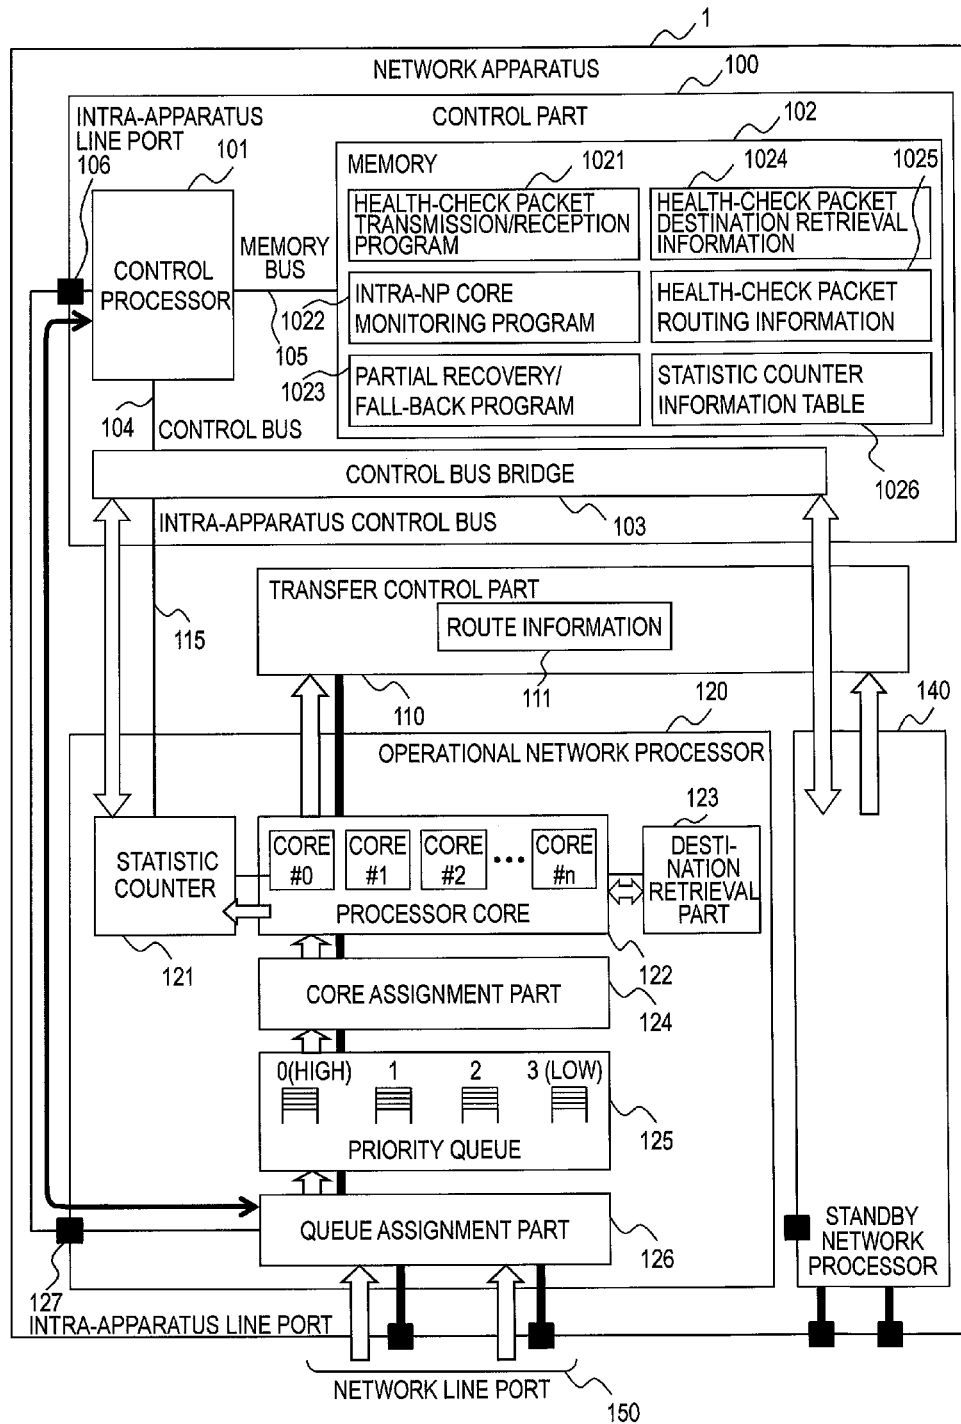 1
NETWORK APPARATUS
100
INTRA-APPARATUS
LINE PORT
CONTROL PART
106
101
102
MEMORY
1021
1024
1025
HEALTH-CHECK PACKET
TRANSMISSION/RECEPTION
PROGRAM
HEALTH-CHECK PACKET
DESTINATION RETRIEVAL
INFORMATION
CONTROL
PROCESSOR
MEMORY
BUS
1022
INTRA-NP CORE
MONITORING PROGRAM
HEALTH-CHECK PACKET
ROUTING INFORMATION
105
1023
PARTIAL RECOVERY/
FALL-BACK PROGRAM
STATISTIC COUNTER
INFORMATION TABLE
104
CONTROL BUS
CONTROL BUS BRIDGE
1026
INTRA-APPARATUS CONTROL BUS
103
TRANSFER CONTROL PART
ROUTE INFORMATION
115
110
111
120
140
OPERATIONAL NETWORK PROCESSOR
123
STATISTIC
COUNTER
CORE
#0
CORE
#1
CORE
#2
CORE
#n
PROCESSOR CORE
DESTI-
NATION
RETRIEVAL
PART
121
122
CORE ASSIGNMENT PART
124
0(HIGH)
1
2
3 (LOW)
PRIORITY QUEUE
125
QUEUE ASSIGNMENT PART
126
STANDBY
NETWORK
PROCESSOR
127
INTRA-APPARATUS LINE PORT
NETWORK LINE PORT
150